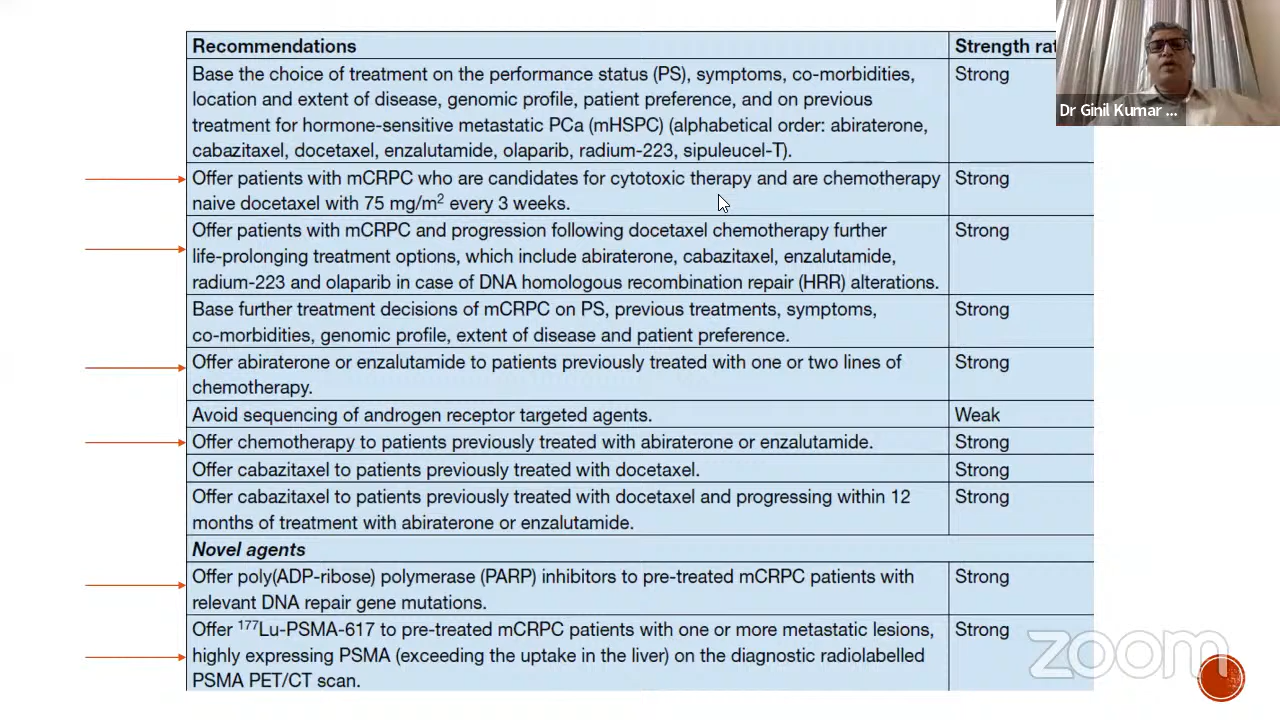 Recommendations
Strength rat
Base the choice of treatment on the performance status (PS), symptoms, co-morbidities,
location and extent of disease, genomic profile, patient preference, and on previous
treatment for hormone-sensitive metastatic PCa (mHSPC) (alphabetical order: abiraterone,
cabazitaxel, docetaxel, enzalutamide, olaparib, radium-223, sipuleucel-T).
Strong
Offer patients with mCRPC who are candidates for cytotoxic therapy and are chemotherapy
naive docetaxel with 75 mg/m² every 3 weeks.
Strong
Offer patients with mCRPC and progression following docetaxel chemotherapy further
life-prolonging treatment options, which include abiraterone, cabazitaxel, enzalutamide,
radium-223 and olaparib in case of DNA homologous recombination repair (HRR) alterations.
Strong
Base further treatment decisions of mCRPC on PS, previous treatments, symptoms,
co-morbidities, genomic profile, extent of disease and patient preference.
Strong
Offer abiraterone or enzalutamide to patients previously treated with one or two lines of
chemotherapy.
Strong
Avoid sequencing of androgen receptor targeted agents.
Weak
Offer chemotherapy to patients previously treated with abiraterone or enzalutamide.
Strong
Offer cabazitaxel to patients previously treated with docetaxel.
Strong
Offer cabazitaxel to patients previously treated with docetaxel and progressing within 12
months of treatment with abiraterone or enzalutamide.
Strong
Novel agents
Offer poly(ADP-ribose) polymerase (PARP) inhibitors to pre-treated mCRPC patients with
relevant DNA repair gene mutations.
Strong
Offer ¹⁷⁷Lu-PSMA-617 to pre-treated mCRPC patients with one or more metastatic lesions,
highly expressing PSMA (exceeding the uptake in the liver) on the diagnostic radiolabelled
PSMA PET/CT scan.
Strong
Dr Ginil Kumar ...
zoom